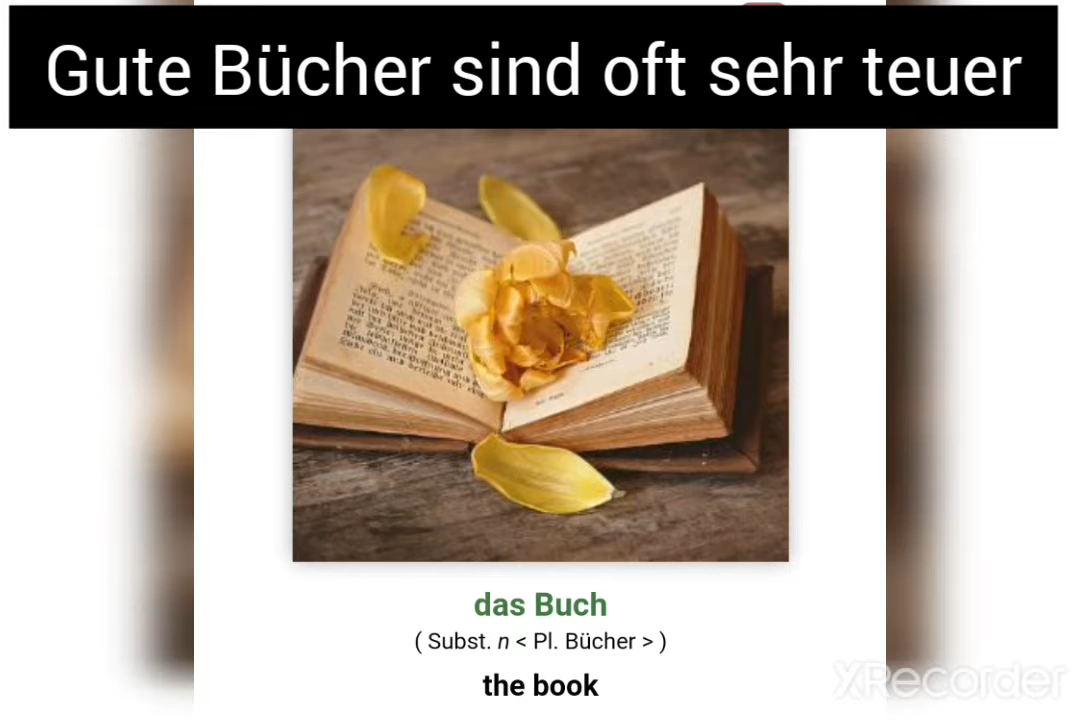 Gute Bücher sind oft sehr teuer
das Buch
( Subst. n < Pl. Bücher > )
the book
XRecorder